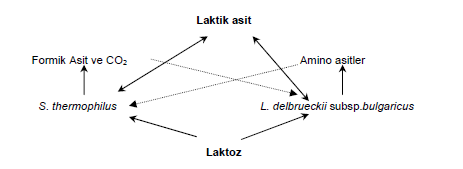 Laktik asit
Formik Asit ve CO₂ Amino asitler
S. thermophilus L. delbrueckii subsp.bulgaricus
Laktoz